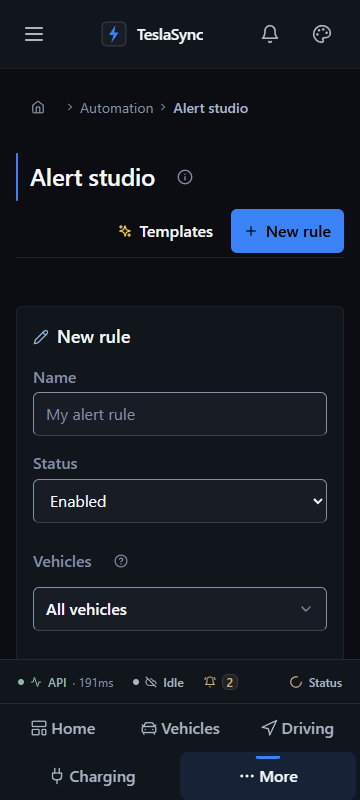 TeslaSync
Automation Alert studio
Alert studio
Templates
New rule
New rule
Name
My alert rule
Status
Enabled
Vehicles
All vehicles
API · 191ms Idle 2 Status
Home Vehicles Driving
Charging More